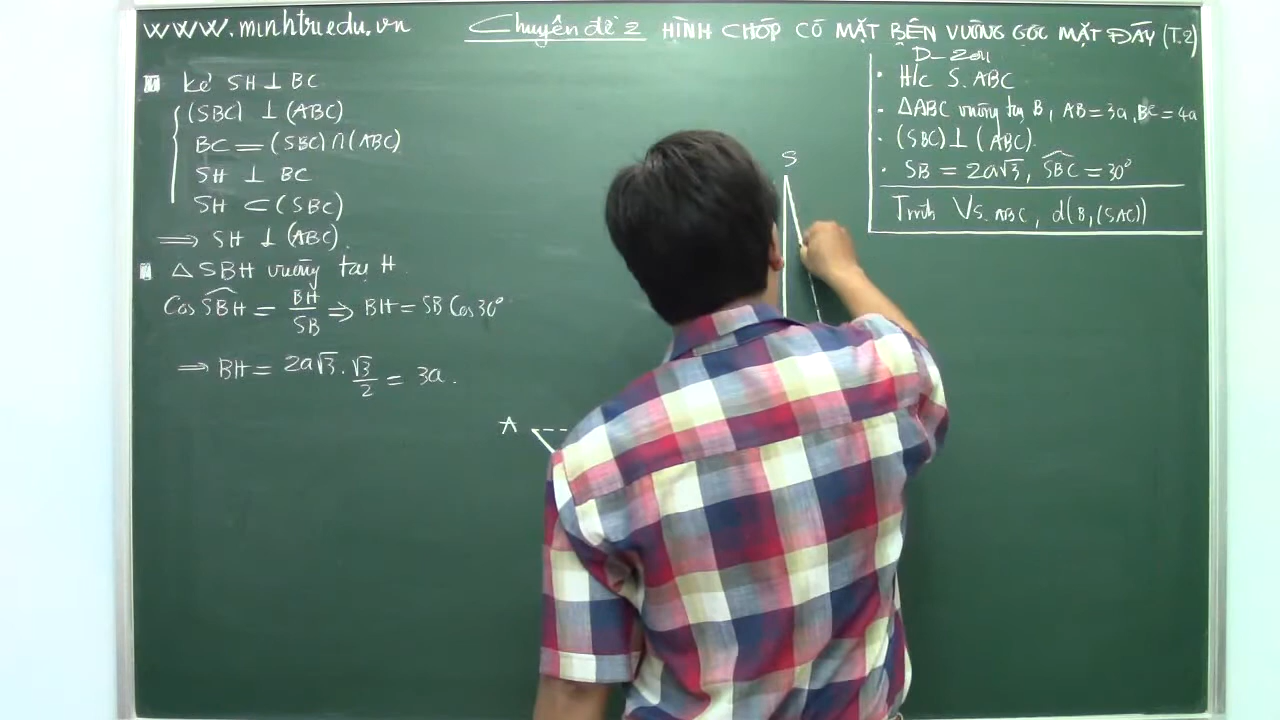 www.minhtriedu.vn
Chuyên đề 2 HÌNH CHÓP CÓ MẶT BÊN VUÔNG GÓC MẶT ĐÁY (T.2)
Kẻ SH ⊥ BC
(SBC) ⊥ (ABC)
BC = (SBC) ∩ (ABC)
SH ⊥ BC
SH ⊂ (SBC)
⟹ SH ⊥ (ABC).
Δ SBH vuông tại H
Cos SBH = BH/SB ⟹ BH = SB Cos 30°
⟹ BH = 2a√3 . √3/2 = 3a .
D-2011
• H/c S.ABC
• ΔABC vuông tại B, AB = 3a, BC = 4a
• (SBC) ⊥ (ABC).
• SB = 2a√3, SBC = 30°
Tính VS.ABC, d(B,(SAC))
S
A